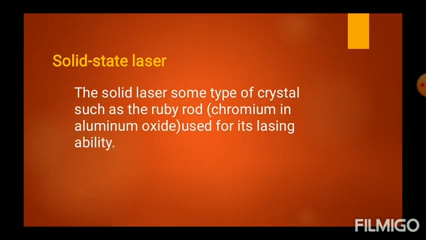 Solid-state laser
The solid laser some type of crystal
such as the ruby rod (chromium in
aluminum oxide)used for its lasing
ability.
FILMIGO